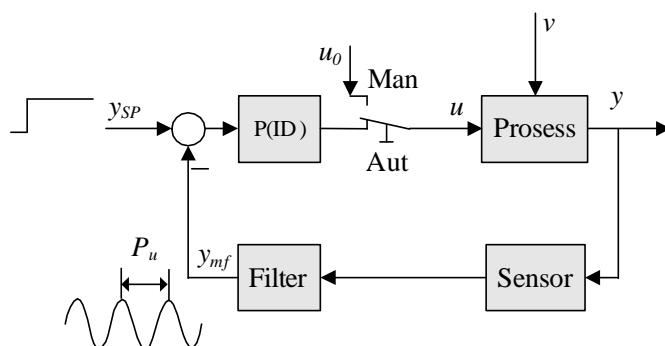 v
u0
Man
ySP
P(ID)
u
Prosess
y
Aut
Pu
ymf
Filter
Sensor